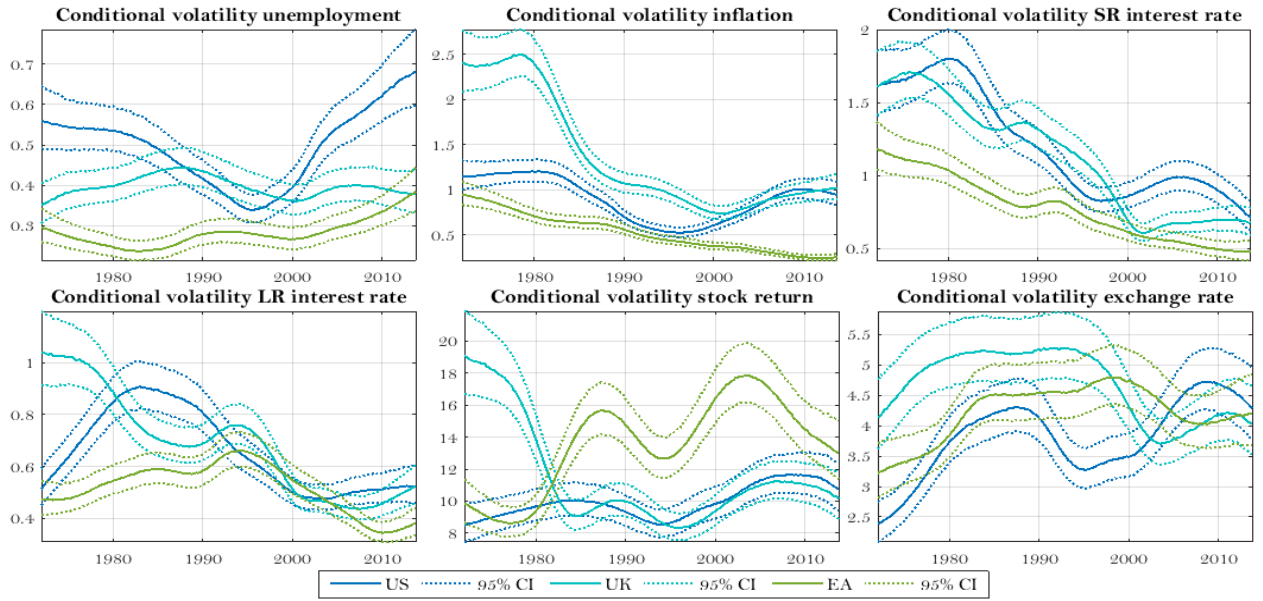 Conditional volatility unemployment
0.7
0.6
0.5
0.4
0.3
1980 1990 2000 2010
Conditional volatility inflation
2.5
2
1.5
1
0.5
1980 1990 2000 2010
Conditional volatility SR interest rate
2
1.5
1
0.5
1980 1990 2000 2010
Conditional volatility LR interest rate
1
0.8
0.6
0.4
1980 1990 2000 2010
Conditional volatility stock return
20
18
16
14
12
10
8
1980 1990 2000 2010
Conditional volatility exchange rate
5.5
5
4.5
4
3.5
3
2.5
1980 1990 2000 2010
US 95% CI UK 95% CI EA 95% CI